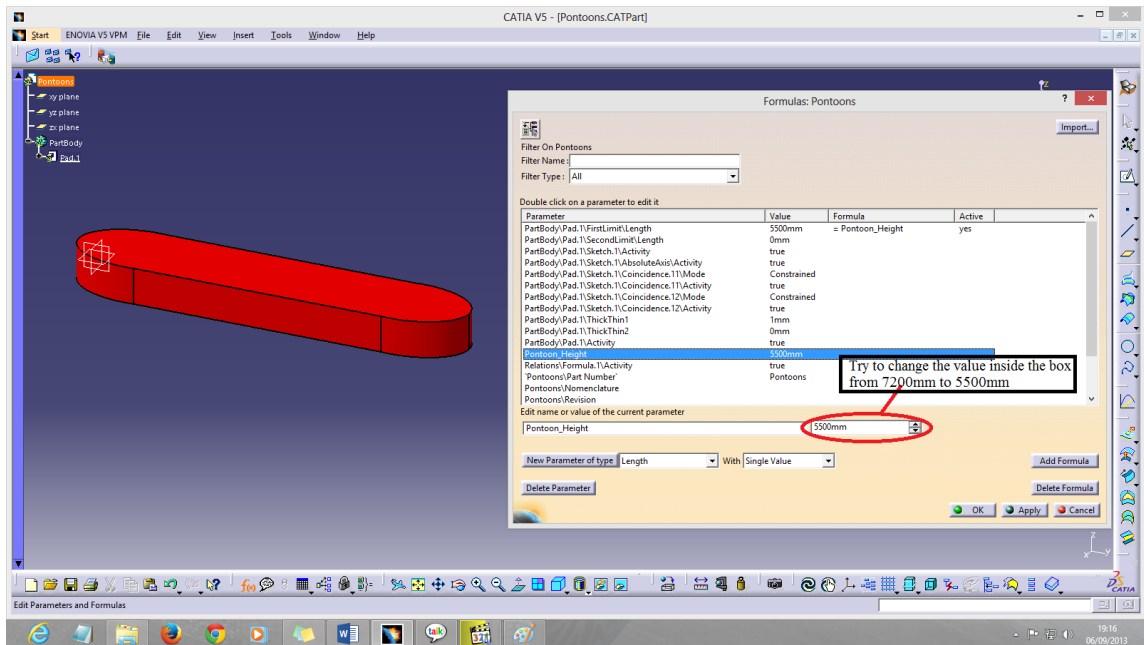 CATIA V5 - [Pontoons.CATPart]
Start ENOVIA V5 VPM File Edit View Insert Tools Window Help
Pontoons
xy plane
yz plane
zx plane
PartBody
Pad.1
z
Formulas: Pontoons
?
Import...
Filter On Pontoons
Filter Name :
Filter Type : All
Double click on a parameter to edit it
Parameter Value Formula Active
PartBody\Pad.1\FirstLimit\Length 5500mm = Pontoon_Height yes
PartBody\Pad.1\SecondLimit\Length 0mm
PartBody\Pad.1\Sketch.1\Activity true
PartBody\Pad.1\Sketch.1\AbsoluteAxis\Activity true
PartBody\Pad.1\Sketch.1\Coincidence.11\Mode Constrained
PartBody\Pad.1\Sketch.1\Coincidence.11\Activity true
PartBody\Pad.1\Sketch.1\Coincidence.12\Mode Constrained
PartBody\Pad.1\Sketch.1\Coincidence.12\Activity true
PartBody\Pad.1\ThickThin1 1mm
PartBody\Pad.1\ThickThin2 0mm
PartBody\Pad.1\Activity true
Pontoon_Height 5500mm
Relations\Formula.1\Activity true
`Pontoons\Part Number` Pontoons
Pontoons\Nomenclature
Pontoons\Revision
Try to change the value inside the box
from 7200mm to 5500mm
Edit name or value of the current parameter
Pontoon_Height 5500mm
New Parameter of type Length With Single Value Add Formula
Delete Parameter Delete Formula
OK Apply Cancel
z
x y
CATIA
Edit Parameters and Formulas
talk
321
19:16
06/09/2013